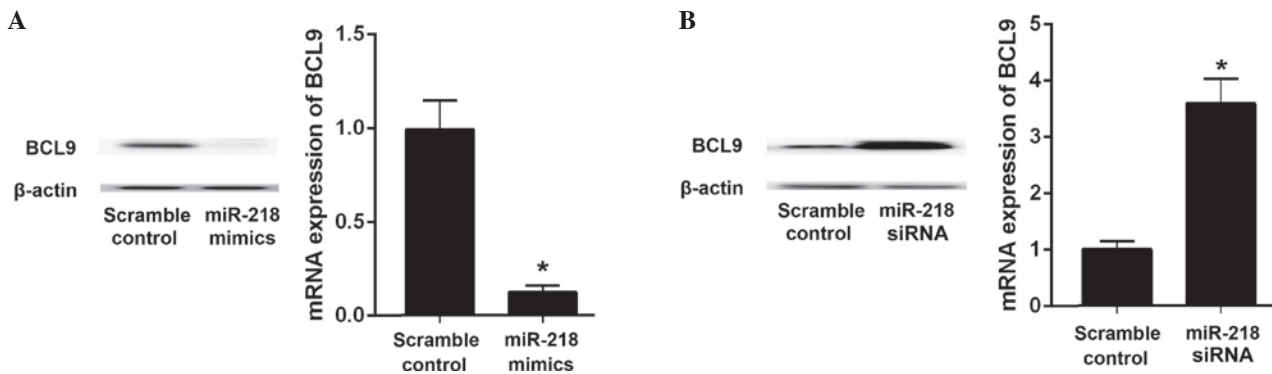 A
BCL9
β-actin
Scramble
control
miR-218
mimics
mRNA expression of BCL9
1.5
1.0
0.5
0.0
*
Scramble
control
miR-218
mimics
B
BCL9
β-actin
Scramble
control
miR-218
siRNA
mRNA expression of BCL9
5
4
3
2
1
0
*
Scramble
control
miR-218
siRNA